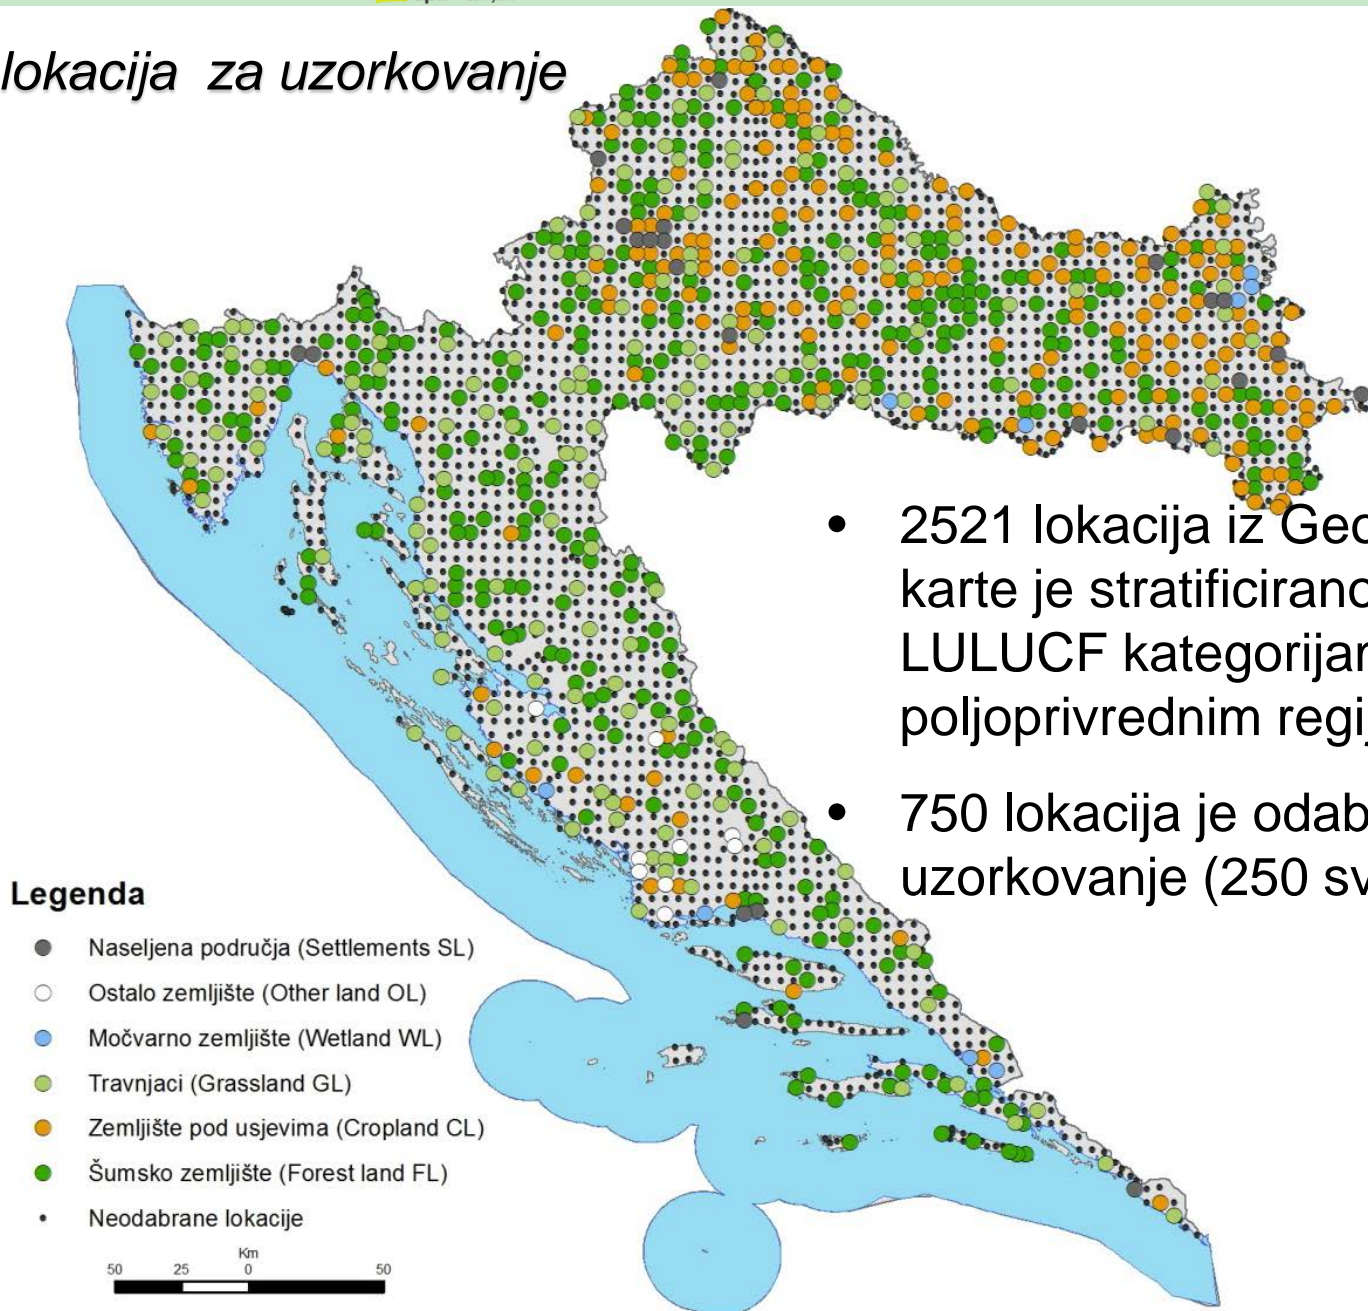 lokacija za uzorkovanje
• 2521 lokacija iz Geo
karte je stratificirano
LULUCF kategorijam
poljoprivrednim regij
• 750 lokacija je odab
uzorkovanje (250 sv
Legenda
Naseljena područja (Settlements SL)
Ostalo zemljište (Other land OL)
Močvarno zemljište (Wetland WL)
Travnjaci (Grassland GL)
Zemljište pod usjevima (Cropland CL)
Šumsko zemljište (Forest land FL)
Neodabrane lokacije
Km
50 25 0 50